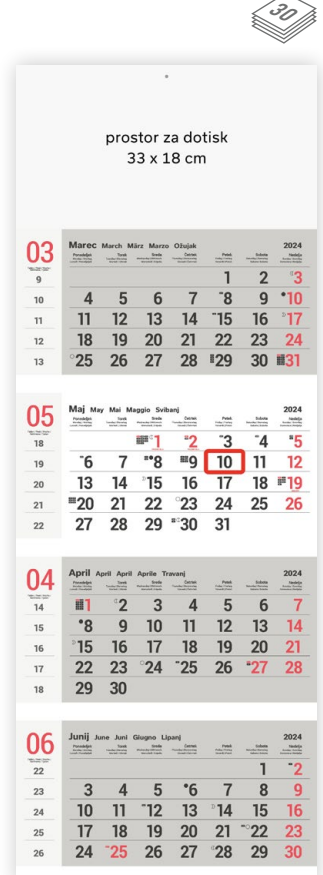 30
prostor za dotisk
33 x 18 cm
03 Marec March März Marzo Ožujak 2024
9 1 2 3
10 4 5 6 7 8 9 10
11 11 12 13 14 15 16 17
12 18 19 20 21 22 23 24
13 25 26 27 28 29 30 31
05 Maj May Mai Maggio Svibanj 2024
18 1 2 3 4 5
19 6 7 8 9 10 11 12
20 13 14 15 16 17 18 19
21 20 21 22 23 24 25 26
22 27 28 29 30 31
04 April April April Aprile Travanj 2024
14 1 2 3 4 5 6 7
15 8 9 10 11 12 13 14
16 15 16 17 18 19 20 21
17 22 23 24 25 26 27 28
18 29 30
06 Junij June Juni Giugno Lipanj 2024
22 1 2
23 3 4 5 6 7 8 9
24 10 11 12 13 14 15 16
25 17 18 19 20 21 22 23
26 24 25 26 27 28 29 30